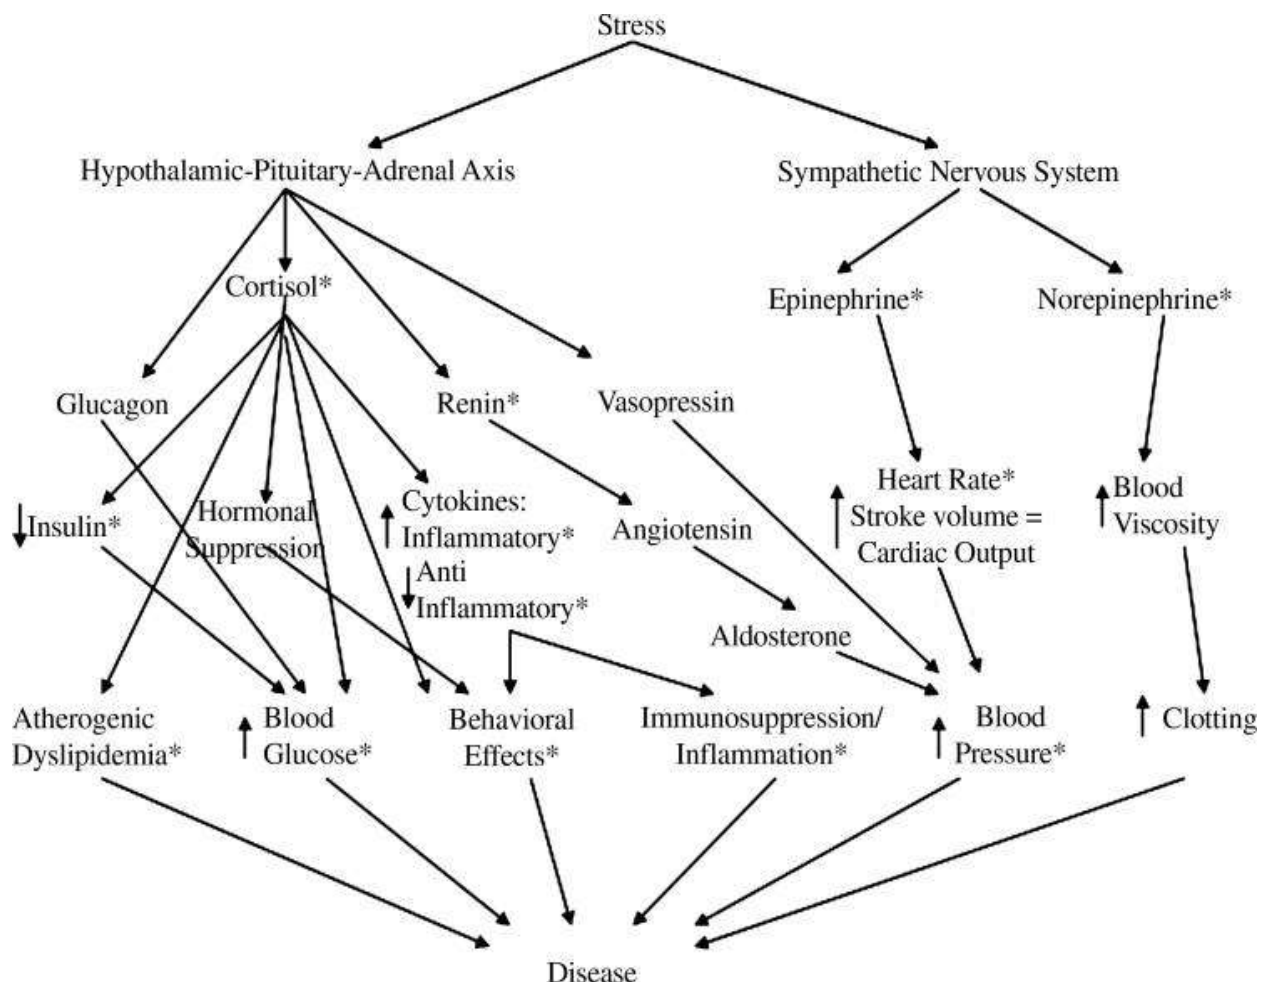 Stress
Hypothalamic-Pituitary-Adrenal Axis
Sympathetic Nervous System
Cortisol*
Epinephrine*
Norepinephrine*
Glucagon
Renin*
Vasopressin
Insulin*
Hormonal
Suppression
Cytokines:
Inflammatory*
Anti
Inflammatory*
Angiotensin
Heart Rate*
Stroke volume =
Cardiac Output
Blood
Viscosity
Aldosterone
Atherogenic
Dyslipidemia*
Blood
Glucose*
Behavioral
Effects*
Immunosuppression/
Inflammation*
Blood
Pressure*
Clotting
Disease